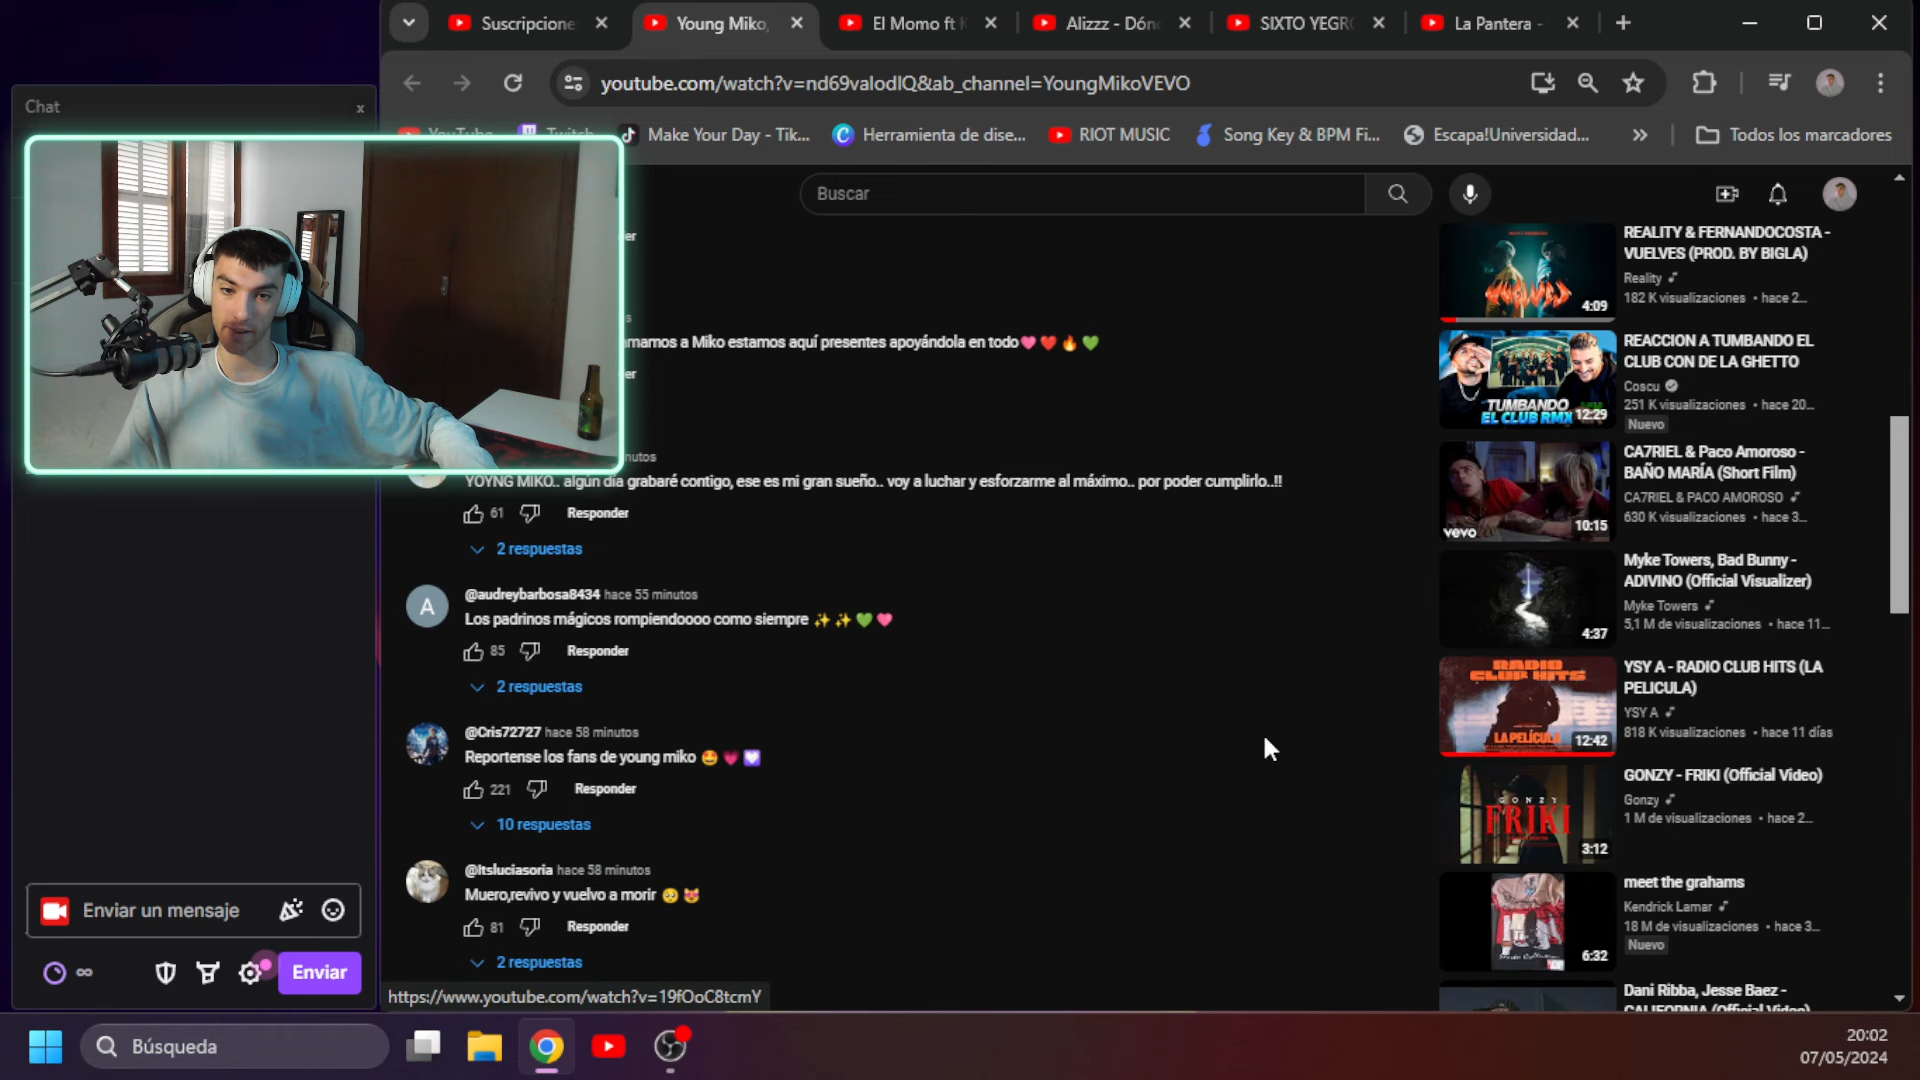 Suscripcione
Young Miko,
El Momo ft K
Alizzz - Dón
SIXTO YEGRO
La Pantera -
youtube.com/watch?v=nd69valodlQ&ab_channel=YoungMikoVEVO
YouTube
Twitch
Make Your Day - Tik...
Herramienta de dise...
RIOT MUSIC
Song Key & BPM Fi...
Escapa!Universidad...
Todos los marcadores
Chat
Buscar
amamos a Miko estamos aquí presentes apoyándola en todo💗❤️🔥💚
YOYNG MIKO.. algún día grabaré contigo, ese es mi gran sueño.. voy a luchar y esforzarme al máximo.. por poder cumplirlo..!!
61 Responder
2 respuestas
A
@audreybarbosa8434 hace 55 minutos
Los padrinos mágicos rompiendoooo como siempre ✨✨💚💗
85 Responder
2 respuestas
@Cris72727 hace 58 minutos
Reportense los fans de young miko 🤩💗💟
221 Responder
10 respuestas
@Itsluciasoria hace 58 minutos
Muero,revivo y vuelvo a morir 🥺😻
81 Responder
2 respuestas
https://www.youtube.com/watch?v=19fOoC8tcmY
REALITY & FERNANDOCOSTA -
VUELVES (PROD. BY BIGLA)
Reality
182 K visualizaciones • hace 2...
4:09
REACCION A TUMBANDO EL
CLUB CON DE LA GHETTO
Coscu
251 K visualizaciones • hace 20...
Nuevo
TUMBANDO
EL CLUB RMX
12:29
CA7RIEL & Paco Amoroso -
BAÑO MARÍA (Short Film)
CA7RIEL & PACO AMOROSO
630 K visualizaciones • hace 3...
vevo
10:15
Myke Towers, Bad Bunny -
ADIVINO (Official Visualizer)
Myke Towers
5,1 M de visualizaciones • hace 11...
4:37
YSY A - RADIO CLUB HITS (LA
PELICULA)
YSY A
818 K visualizaciones • hace 11 días
RADIO
CLUB HITS
LA PELÍCULA
12:42
GONZY - FRIKI (Official Video)
Gonzy
1 M de visualizaciones • hace 2...
GONZY
FRIKI
3:12
meet the grahams
Kendrick Lamar
18 M de visualizaciones • hace 3...
Nuevo
6:32
Dani Ribba, Jesse Baez -
CALIFORNIA (Official Video)
Enviar un mensaje
Enviar
Búsqueda
20:02
07/05/2024